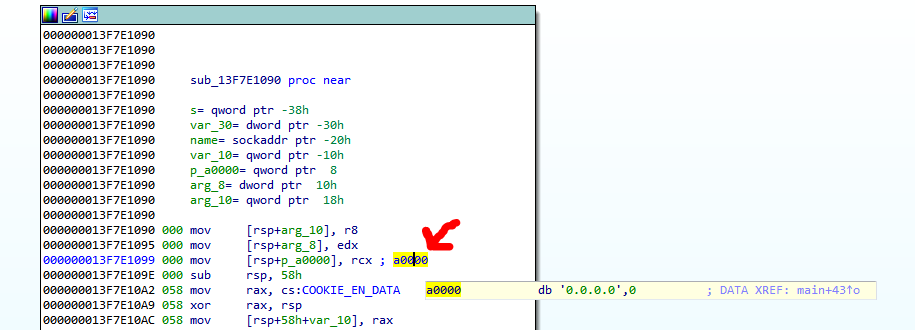 000000013F7E1090
000000013F7E1090
000000013F7E1090
000000013F7E1090 sub_13F7E1090 proc near
000000013F7E1090
000000013F7E1090 s= qword ptr -38h
000000013F7E1090 var_30= dword ptr -30h
000000013F7E1090 name= sockaddr ptr -20h
000000013F7E1090 var_10= qword ptr -10h
000000013F7E1090 p_a0000= qword ptr  8
000000013F7E1090 arg_8= dword ptr  10h
000000013F7E1090 arg_10= qword ptr  18h
000000013F7E1090
000000013F7E1090 000 mov     [rsp+arg_10], r8
000000013F7E1095 000 mov     [rsp+arg_8], edx
000000013F7E1099 000 mov     [rsp+p_a0000], rcx ; a0000
000000013F7E109E 000 sub     rsp, 58h
000000013F7E10A2 058 mov     rax, cs:COOKIE_EN_DATA a0000 db '0.0.0.0',0 ; DATA XREF: main+43↑o
000000013F7E10A9 058 xor     rax, rsp
000000013F7E10AC 058 mov     [rsp+58h+var_10], rax